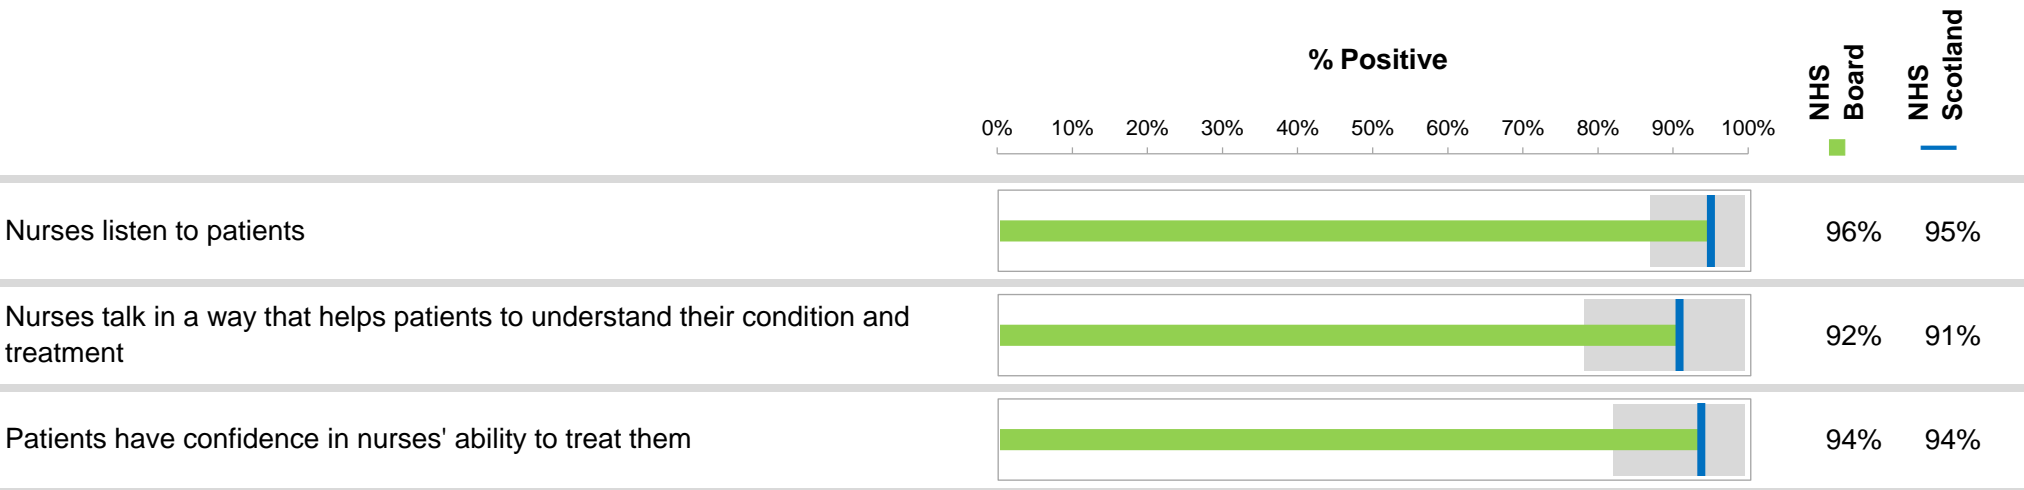 % Positive
NHS
Board
NHS
Scotland
0% 10% 20% 30% 40% 50% 60% 70% 80% 90% 100%
Nurses listen to patients 96% 95%
Nurses talk in a way that helps patients to understand their condition and
treatment 92% 91%
Patients have confidence in nurses' ability to treat them 94% 94%